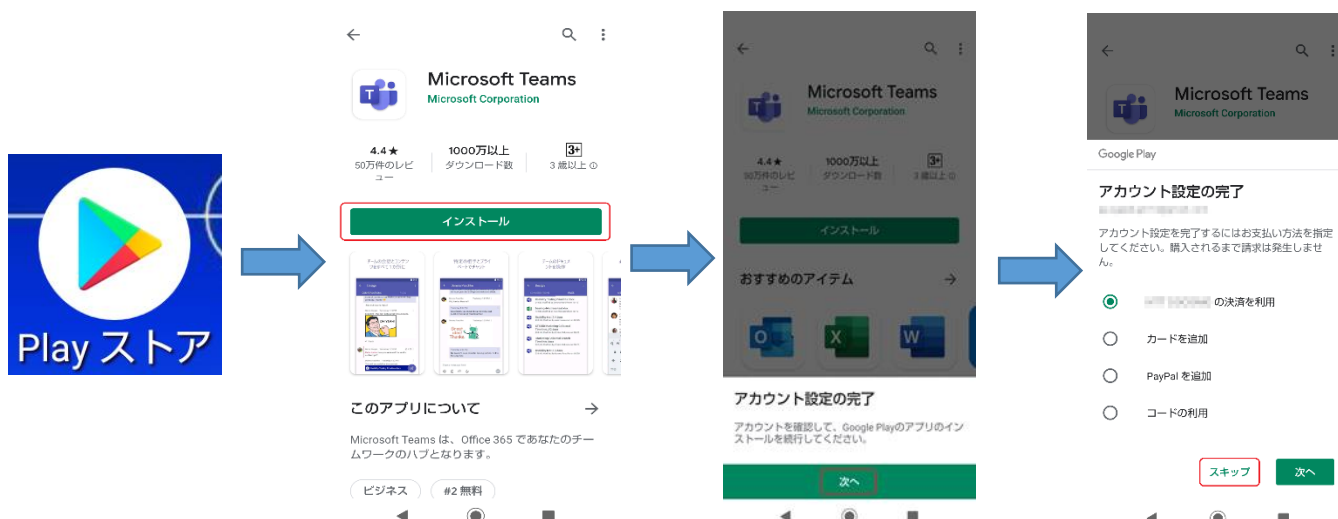 Play ストア
Microsoft Teams
Microsoft Corporation
4.4★
50万件のレビ
ュー
1000万以上
ダウンロード数
3+
3 歳以上
インストール
このアプリについて
Microsoft Teams は、Office 365 であなたのチー
ムワークのハブとなります。
ビジネス
#2 無料
Microsoft Teams
Microsoft Corporation
4.4★
50万件のレビ
ュー
1000万以上
ダウンロード数
3+
3 歳以上
インストール
おすすめのアイテム
アカウント設定の完了
アカウントを確認して、Google Playのアプリのイン
ストールを続行してください。
次へ
Microsoft Teams
Microsoft Corporation
Google Play
アカウント設定の完了
アカウント設定を完了するにはお支払い方法を指定
してください。購入されるまで請求は発生しませ
ん。
の決済を利用
カードを追加
PayPal を追加
コードの利用
スキップ
次へ